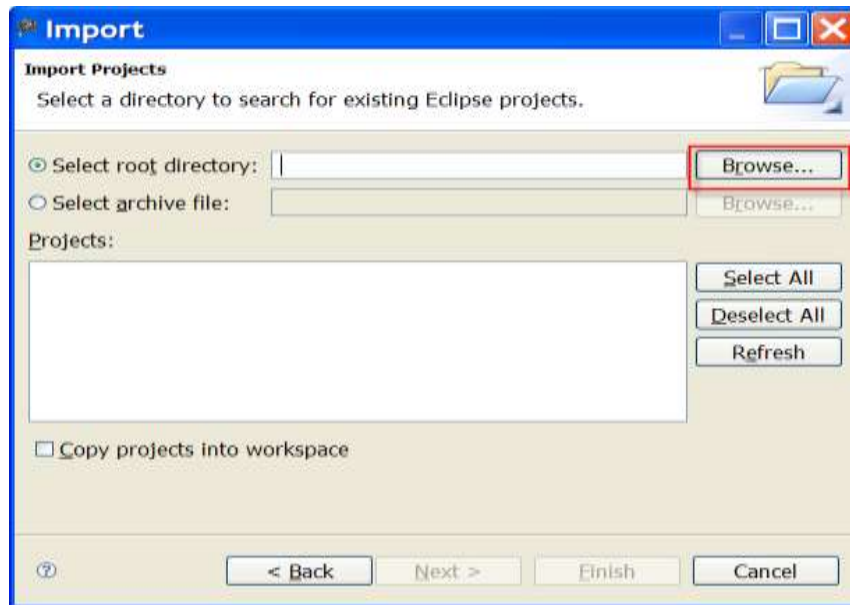 Import
Import Projects
Select a directory to search for existing Eclipse projects.
Select root directory: Browse...
Select archive file: Browse...
Projects:
Select All
Deselect All
Refresh
Copy projects into workspace
< Back Next > Finish Cancel